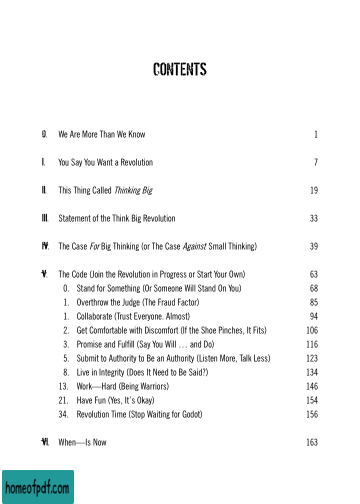 CONTENTS
0. We Are More Than We Know 1
I. You Say You Want a Revolution 7
II. This Thing Called Thinking Big 19
III. Statement of the Think Big Revolution 33
IV. The Case For Big Thinking (or The Case Against Small Thinking) 39
V. The Code (Join the Revolution in Progress or Start Your Own) 63
0. Stand for Something (Or Someone Will Stand On You) 68
1. Overthrow the Judge (The Fraud Factor) 85
1. Collaborate (Trust Everyone. Almost) 94
2. Get Comfortable with Discomfort (If the Shoe Pinches, It Fits) 106
3. Promise and Fulfill (Say You Will … and Do) 116
5. Submit to Authority to Be an Authority (Listen More, Talk Less) 123
8. Live in Integrity (Does It Need to Be Said?) 134
13. Work—Hard (Being Warriors) 146
21. Have Fun (Yes, It's Okay) 154
34. Revolution Time (Stop Waiting for Godot) 156
VI. When—Is Now 163
homeofpdf.com